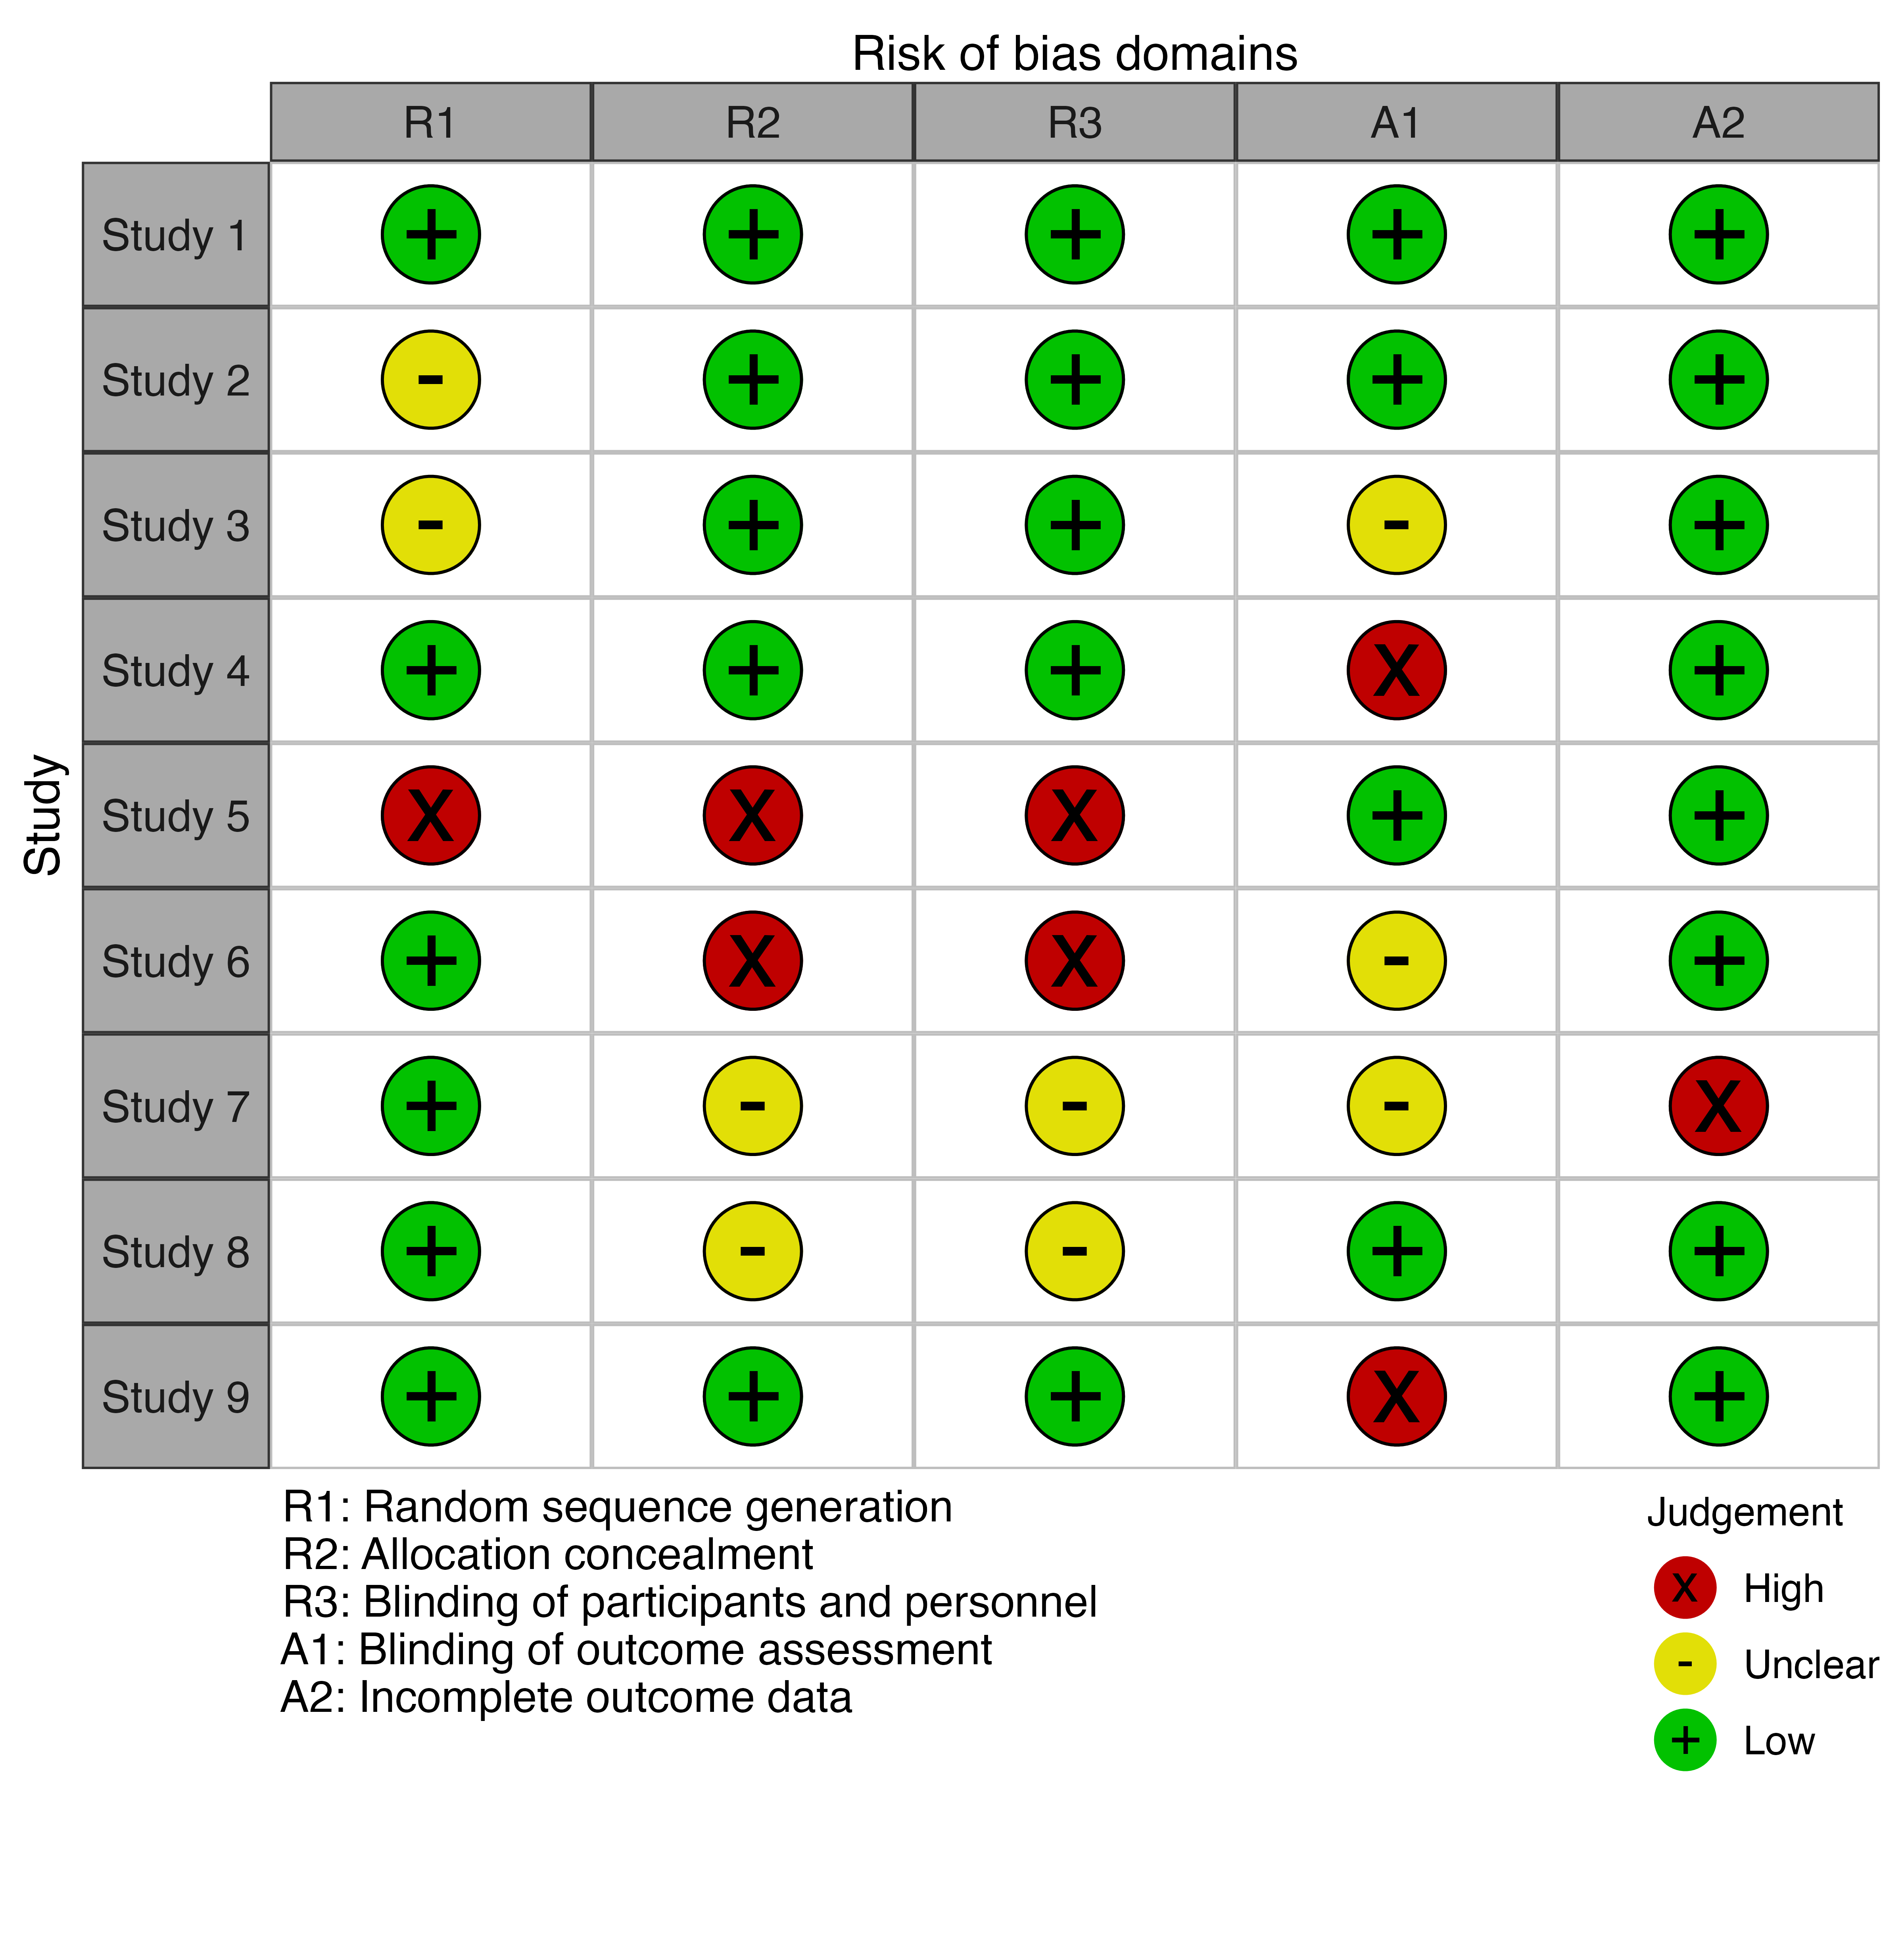 Risk of bias domains
R1 R2 R3 A1 A2
Study 1 + + + + +
Study 2 - + + + +
Study 3 - + + - +
Study 4 + + + X +
Study 5 X X X + +
Study 6 + X X - +
Study 7 + - - - X
Study 8 + - - + +
Study 9 + + + X +
Study
R1: Random sequence generation
R2: Allocation concealment
R3: Blinding of participants and personnel
A1: Blinding of outcome assessment
A2: Incomplete outcome data
Judgement
X High
- Unclear
+ Low